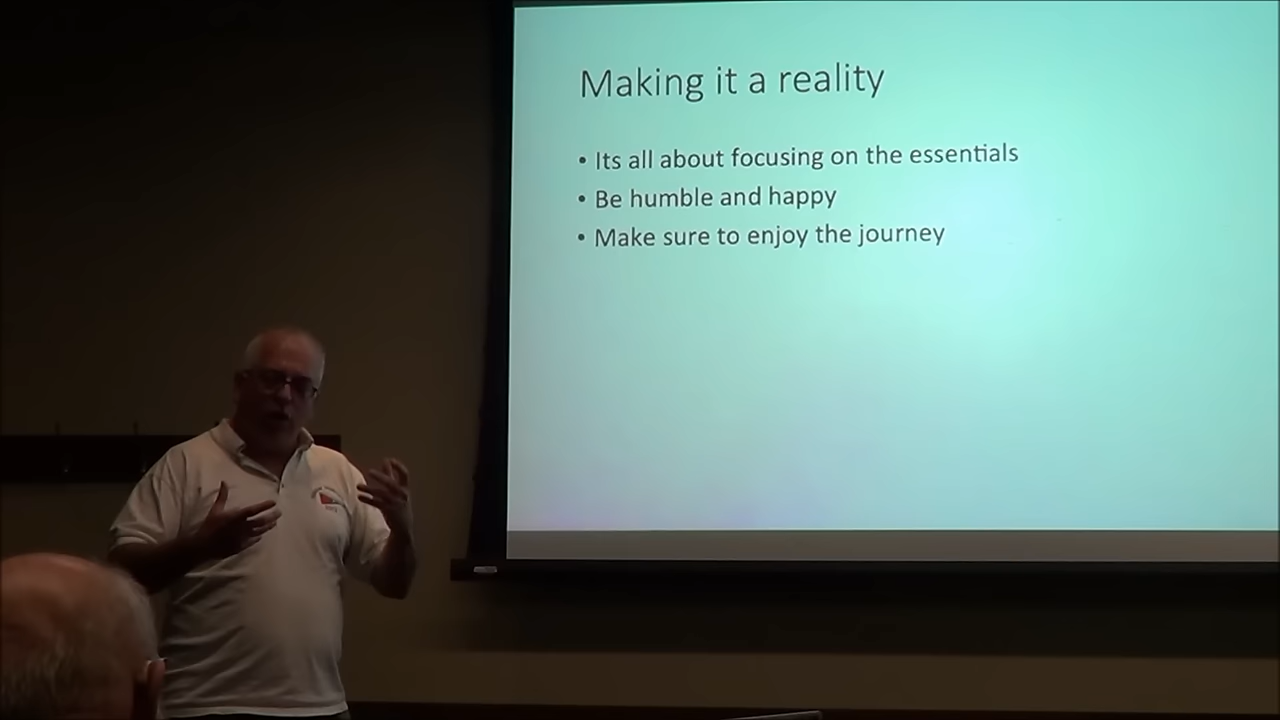 Making it a reality
• Its all about focusing on the essentials
• Be humble and happy
• Make sure to enjoy the journey